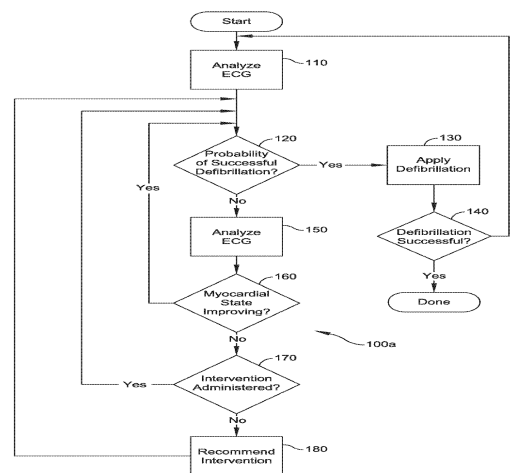 Start
Analyze
ECG
110
120
Probability
of Successful
Defibrillation?
Yes
130
Apply
Defibrillation
140
Defibrillation
Successful?
Yes
Done
No
Analyze
ECG
150
Yes
160
Myocardial
State
Improving?
No
100a
170
Intervention
Administered?
Yes
No
Recommend
Intervention
180